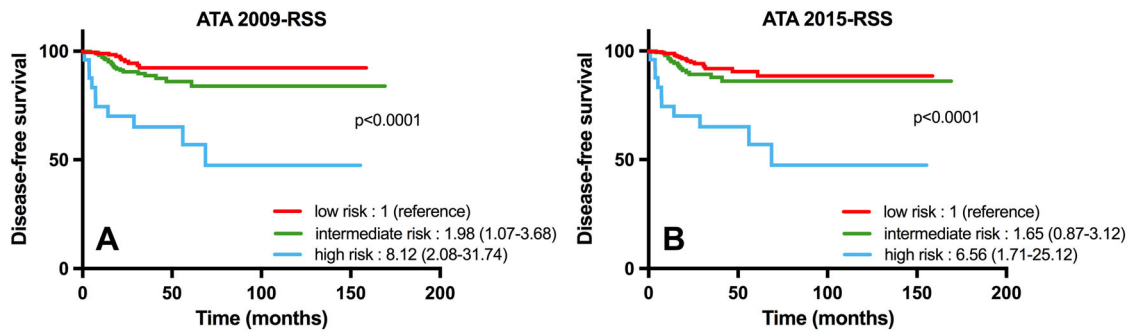 ATA 2009-RSS
Disease-free survival
100
50
0
p<0.0001
low risk : 1 (reference)
intermediate risk : 1.98 (1.07-3.68)
high risk : 8.12 (2.08-31.74)
A
0 50 100 150 200
Time (months)
ATA 2015-RSS
Disease-free survival
100
50
0
p<0.0001
low risk : 1 (reference)
intermediate risk : 1.65 (0.87-3.12)
high risk : 6.56 (1.71-25.12)
B
0 50 100 150 200
Time (months)